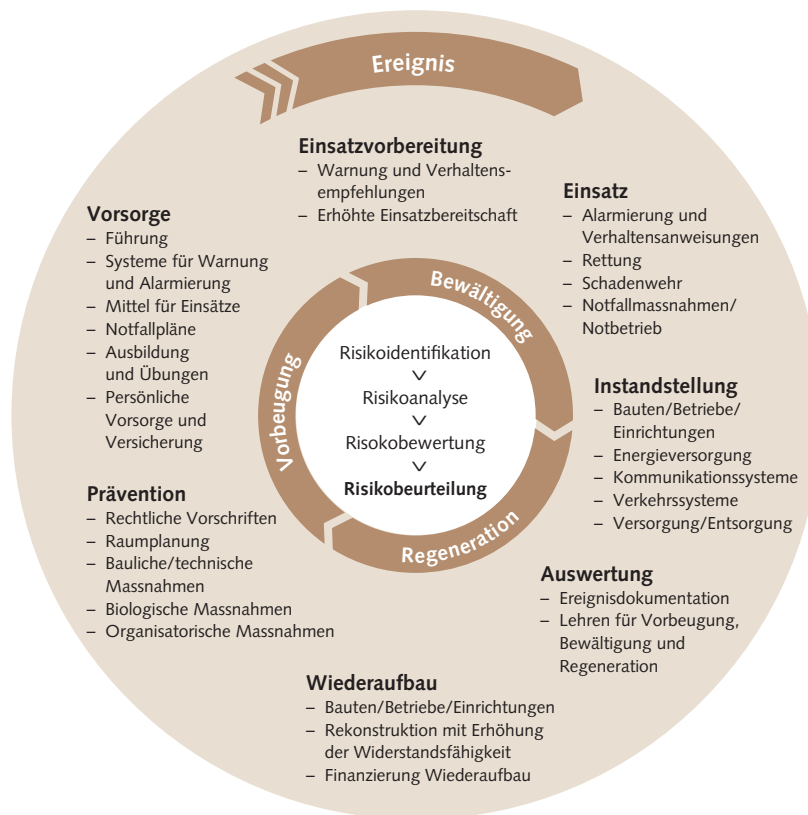 Ereignis
Einsatzvorbereitung
– Warnung und Verhaltens-
empfehlungen
– Erhöhte Einsatzbereitschaft
Einsatz
– Alarmierung und
Verhaltensanweisungen
– Rettung
– Schadenwehr
– Notfallmassnahmen/
Notbetrieb
Instandstellung
– Bauten/Betriebe/
Einrichtungen
– Energieversorgung
– Kommunikationssysteme
– Verkehrssysteme
– Versorgung/Entsorgung
Auswertung
– Ereignisdokumentation
– Lehren für Vorbeugung,
Bewältigung und
Regeneration
Wiederaufbau
– Bauten/Betriebe/Einrichtungen
– Rekonstruktion mit Erhöhung
der Widerstandsfähigkeit
– Finanzierung Wiederaufbau
Prävention
– Rechtliche Vorschriften
– Raumplanung
– Bauliche/technische
Massnahmen
– Biologische Massnahmen
– Organisatorische Massnahmen
Vorsorge
– Führung
– Systeme für Warnung
und Alarmierung
– Mittel für Einsätze
– Notfallpläne
– Ausbildung
und Übungen
– Persönliche
Vorsorge und
Versicherung
Bewältigung
Regeneration
Vorbeugung
Risikoidentifikation
Risikoanalyse
Risokobewertung
Risikobeurteilung